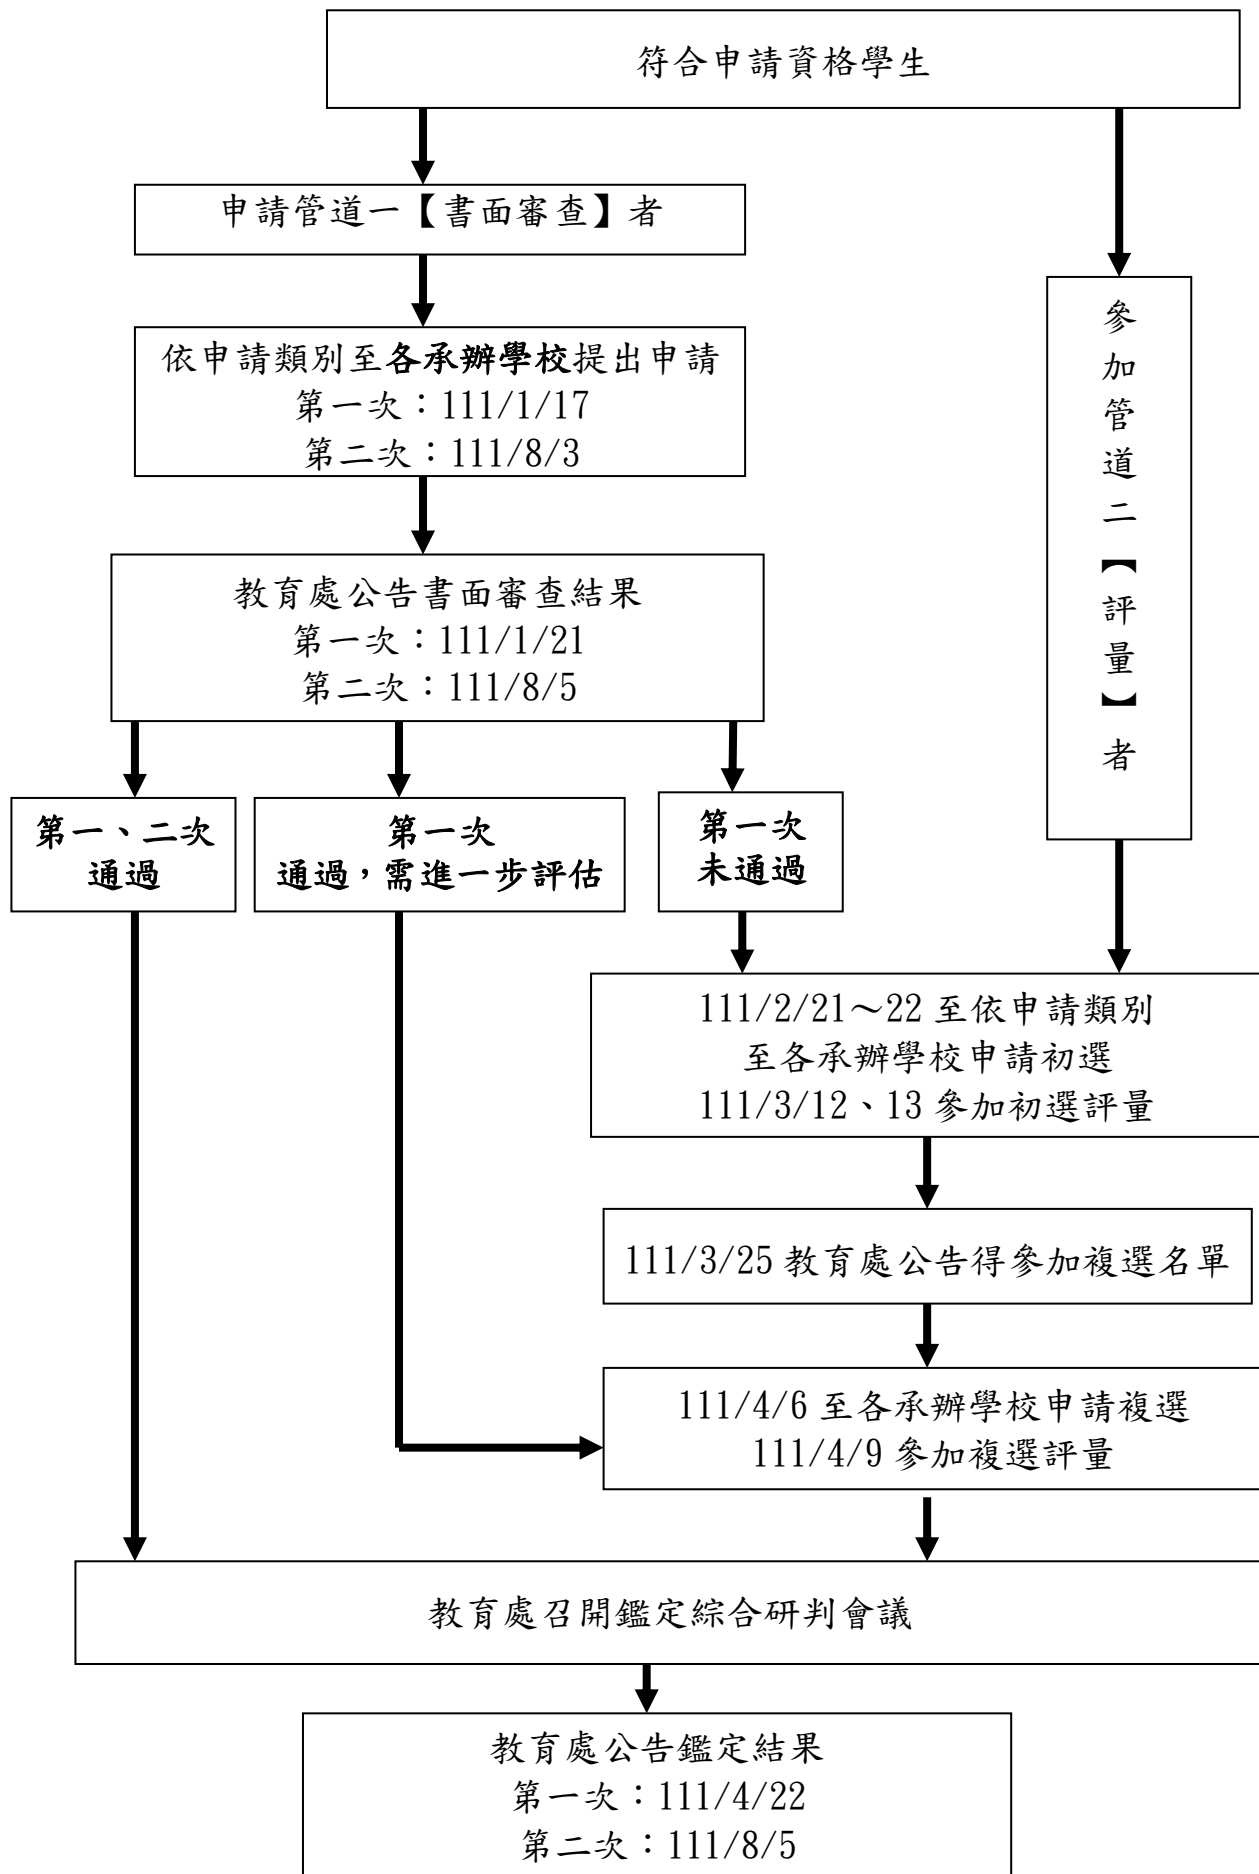 符合申請資格學生
申請管道一【書面審查】者
依申請類別至各承辦學校提出申請
第一次：111/1/17
第二次：111/8/3
參加管道二【評量】者
教育處公告書面審查結果
第一次：111/1/21
第二次：111/8/5
第一、二次
通過
第一次
通過，需進一步評估
第一次
未通過
111/2/21～22 至依申請類別
至各承辦學校申請初選
111/3/12、13 參加初選評量
111/3/25 教育處公告得參加複選名單
111/4/6 至各承辦學校申請複選
111/4/9 參加複選評量
教育處召開鑑定綜合研判會議
教育處公告鑑定結果
第一次：111/4/22
第二次：111/8/5